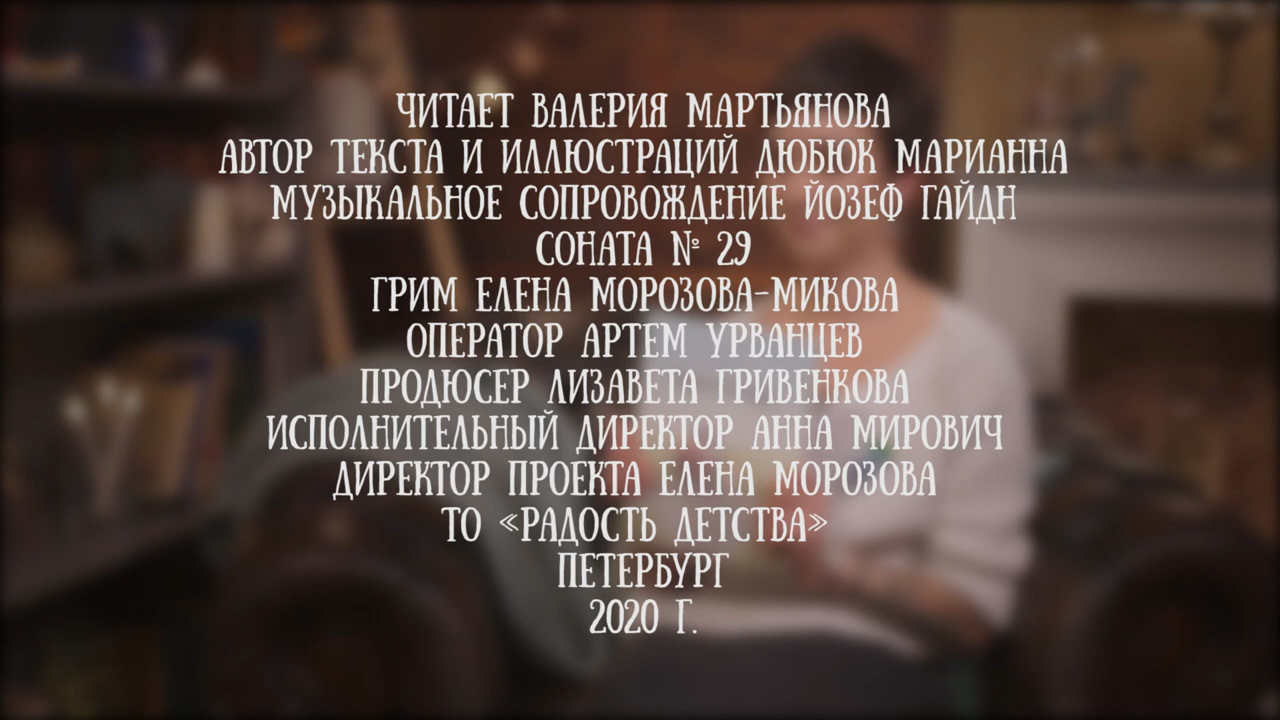 ЧИТАЕТ ВАЛЕРИЯ МАРТЬЯНОВА
АВТОР ТЕКСТА И ИЛЛЮСТРАЦИЙ ДЮБЮК МАРИАННА
МУЗЫКАЛЬНОЕ СОПРОВОЖДЕНИЕ ЙОЗЕФ ГАЙДН
СОНАТА № 29
ГРИМ ЕЛЕНА МОРОЗОВА-МИКОВА
ОПЕРАТОР АРТЕМ УРВАНЦЕВ
ПРОДЮСЕР ЛИЗАВЕТА ГРИВЕНКОВА
ИСПОЛНИТЕЛЬНЫЙ ДИРЕКТОР АННА МИРОВИЧ
ДИРЕКТОР ПРОЕКТА ЕЛЕНА МОРОЗОВА
ТО «РАДОСТЬ ДЕТСТВА»
ПЕТЕРБУРГ
2020 Г.